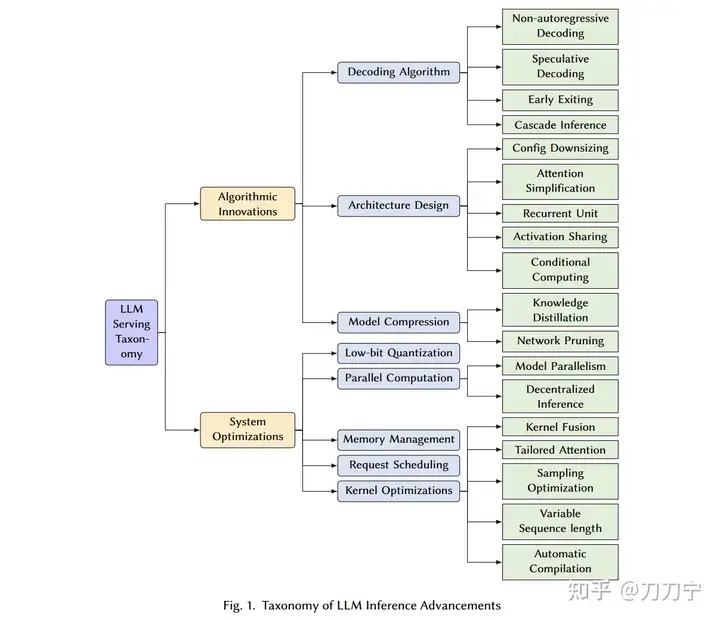 Non-autoregressive
Decoding
Decoding Algorithm
Speculative
Decoding
Early Exiting
Cascade Inference
Config Downsizing
Algorithmic
Innovations
Architecture Design
Attention
Simplification
Recurrent Unit
Activation Sharing
Conditional
Computing
LLM
Serving
Taxon-
omy
Model Compression
Knowledge
Distillation
Network Pruning
Low-bit Quantization
System
Optimizations
Parallel Computation
Model Parallelism
Decentralized
Inference
Memory Management
Request Scheduling
Kernel Optimizations
Kernel Fusion
Tailored Attention
Sampling
Optimization
Variable
Sequence length
Automatic
Compilation
知乎 @刀刀宁
Fig. 1. Taxonomy of LLM Inference Advancements